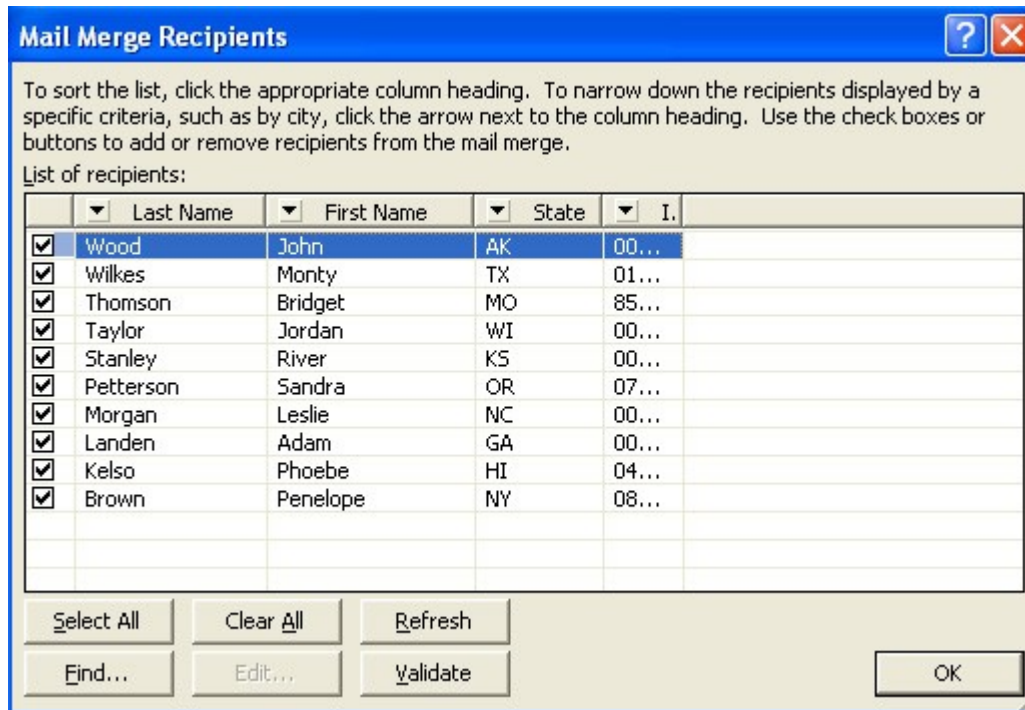 Mail Merge Recipients
To sort the list, click the appropriate column heading. To narrow down the recipients displayed by a
specific criteria, such as by city, click the arrow next to the column heading. Use the check boxes or
buttons to add or remove recipients from the mail merge.
List of recipients:
Last Name First Name State I.
Wood John AK 00...
Wilkes Monty TX 01...
Thomson Bridget MO 85...
Taylor Jordan WI 00...
Stanley River KS 00...
Petterson Sandra OR 07...
Morgan Leslie NC 00...
Landen Adam GA 00...
Kelso Phoebe HI 04...
Brown Penelope NY 08...
Select All Clear All Refresh
Find... Edit... Validate OK